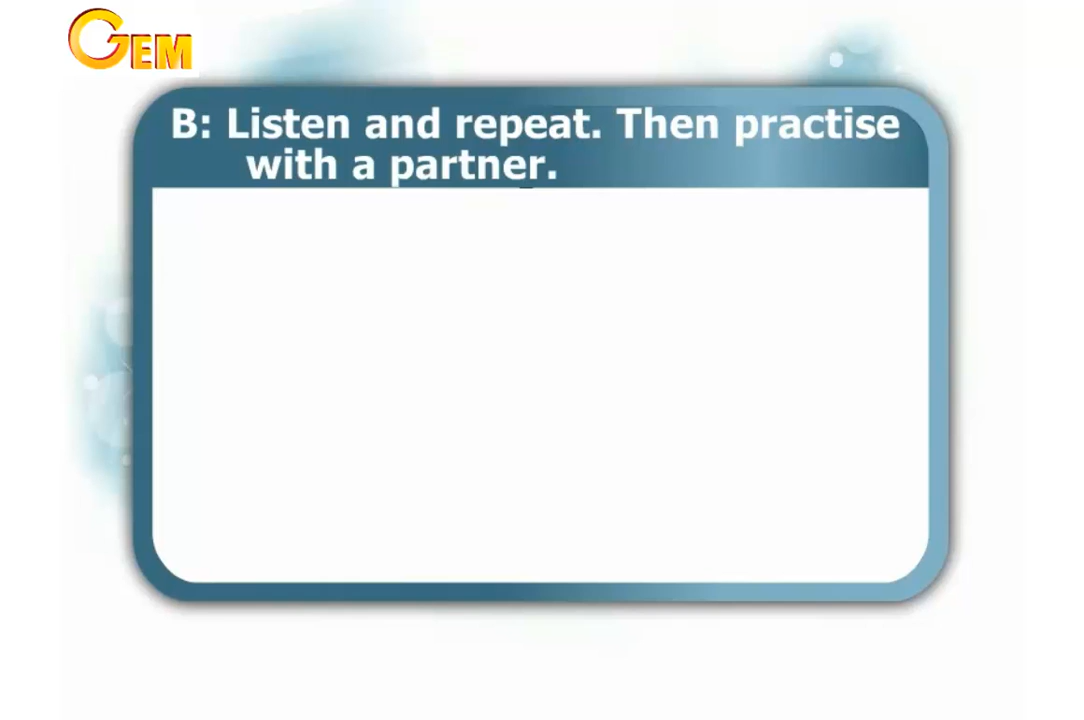 GEM
B: Listen and repeat. Then practise
with a partner.